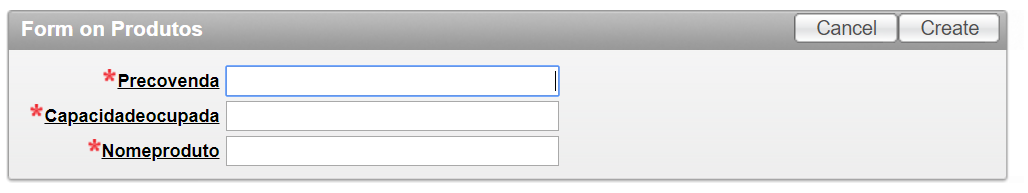 Form on Produtos Cancel Create
*Precovenda
*Capacidadeocupada
*Nomeproduto